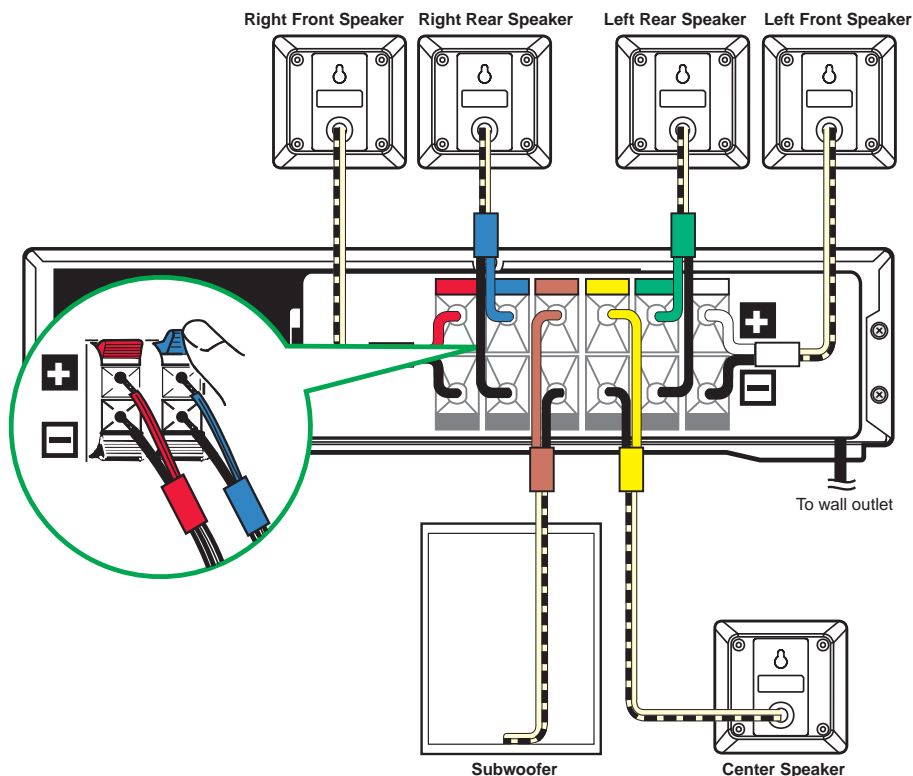 Right Front Speaker
Right Rear Speaker
Left Rear Speaker
Left Front Speaker
+
−
+
−
To wall outlet
Subwoofer
Center Speaker